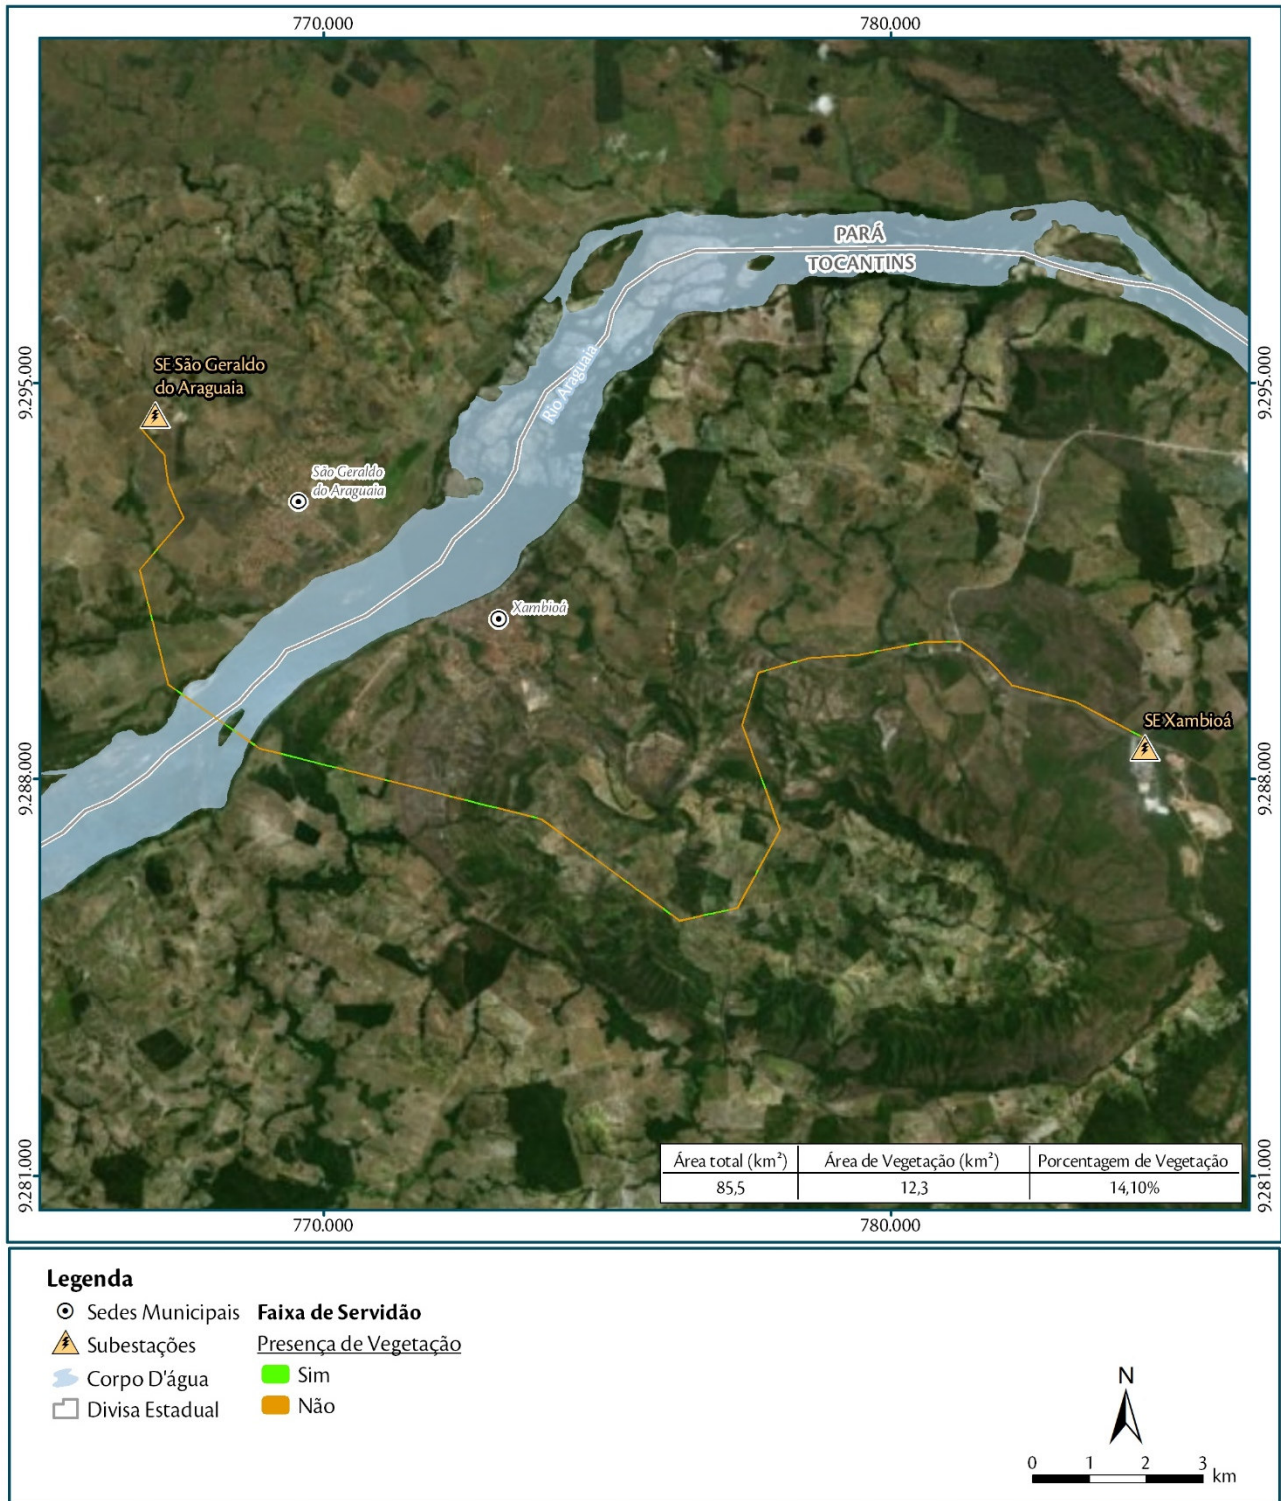 770.000
780.000
PARÁ
TOCANTINS
Rio Araguaia
9.295.000
9.295.000
SE São Geraldo
do Araguaia
São Geraldo
do Araguaia
Xambioá
SE Xambioá
9.288.000
9.288.000
Área total (km²) Área de Vegetação (km²) Porcentagem de Vegetação
85,5 12,3 14,10%
9.281.000
9.281.000
770.000
780.000
Legenda
Sedes Municipais
Subestações
Corpo D'água
Divisa Estadual
Faixa de Servidão
Presença de Vegetação
Sim
Não
N
0 1 2 3
km